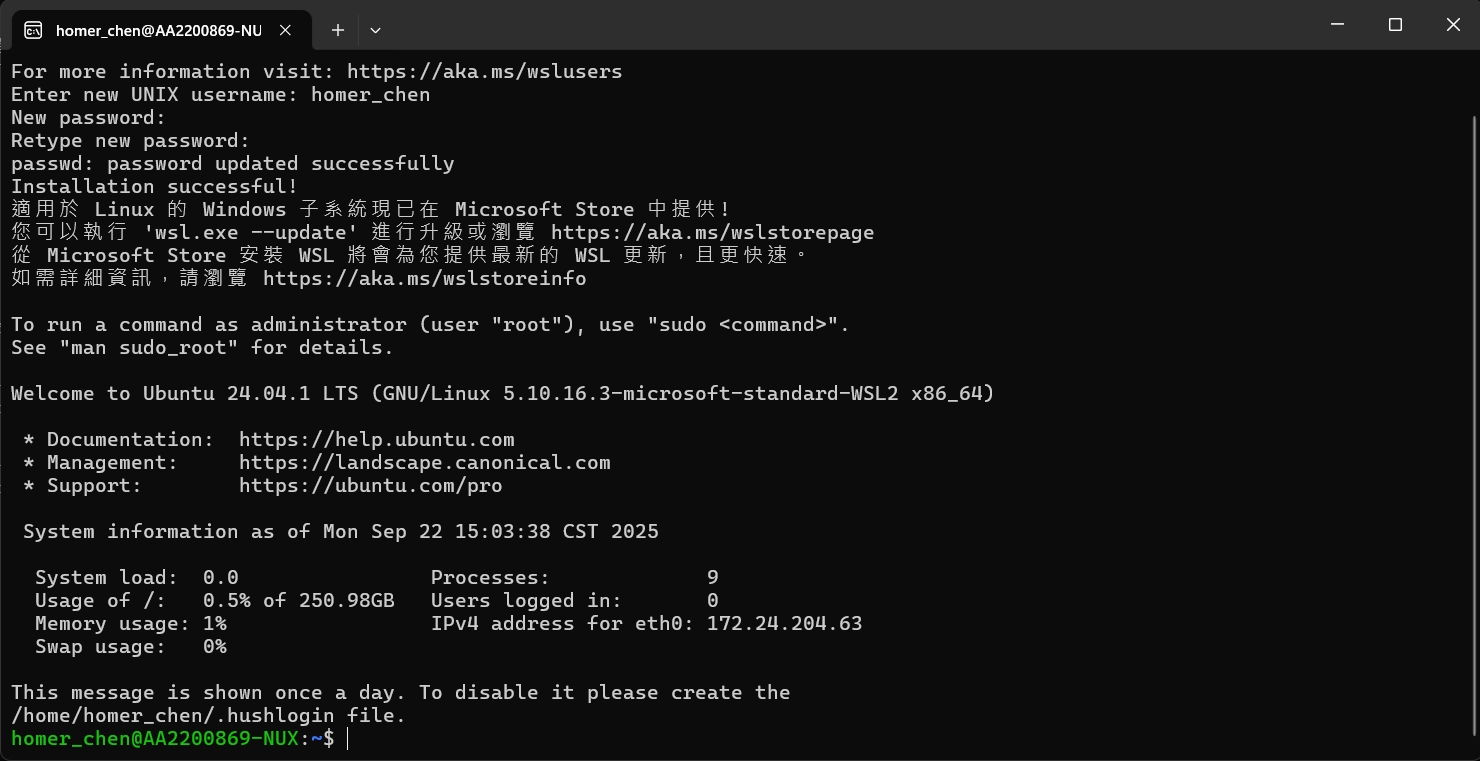 homer_chen@AA2200869-NU
For more information visit: https://aka.ms/wslusers
Enter new UNIX username: homer_chen
New password:
Retype new password:
passwd: password updated successfully
Installation successful!
適用於 Linux 的 Windows 子系統現已在 Microsoft Store 中提供!
您可以執行 'wsl.exe --update' 進行升級或瀏覽 https://aka.ms/wslstorepage
從 Microsoft Store 安裝 WSL 將會為您提供最新的 WSL 更新，且更快速。
如需詳細資訊，請瀏覽 https://aka.ms/wslstoreinfo
To run a command as administrator (user "root"), use "sudo <command>".
See "man sudo_root" for details.
Welcome to Ubuntu 24.04.1 LTS (GNU/Linux 5.10.16.3-microsoft-standard-WSL2 x86_64)
* Documentation:  https://help.ubuntu.com
* Management:     https://landscape.canonical.com
* Support:        https://ubuntu.com/pro
System information as of Mon Sep 22 15:03:38 CST 2025
System load:  0.0                Processes:             9
Usage of /:   0.5% of 250.98GB   Users logged in:       0
Memory usage: 1%                 IPv4 address for eth0: 172.24.204.63
Swap usage:   0%
This message is shown once a day. To disable it please create the
/home/homer_chen/.hushlogin file.
homer_chen@AA2200869-NUX:~$